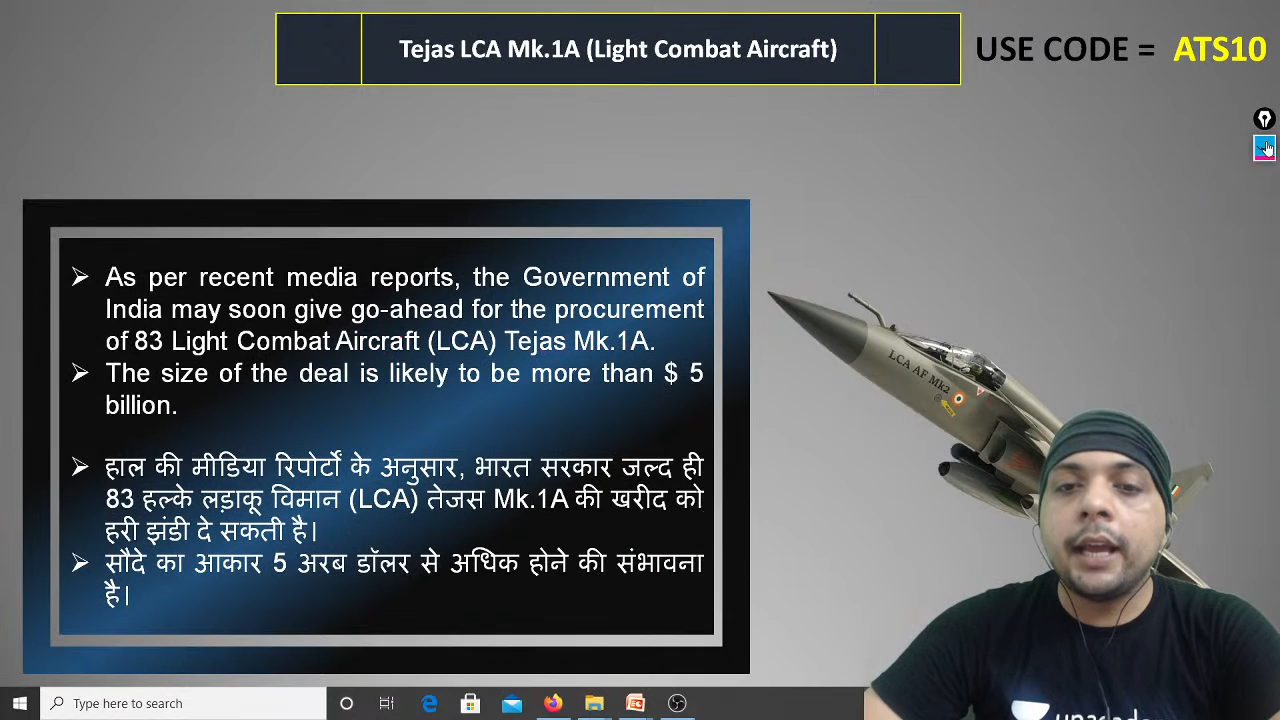 Tejas LCA Mk.1A (Light Combat Aircraft)
USE CODE = ATS10
➢ As per recent media reports, the Government of
India may soon give go-ahead for the procurement
of 83 Light Combat Aircraft (LCA) Tejas Mk.1A.
➢ The size of the deal is likely to be more than $ 5
billion.
➢ हाल की मीडिया रिपोर्टों के अनुसार, भारत सरकार जल्द ही
83 हल्के लड़ाकू विमान (LCA) तेजस Mk.1A की खरीद को
हरी झंडी दे सकती है।
➢ सौदे का आकार 5 अरब डॉलर से अधिक होने की संभावना
है।
LCA AF Mk2
Type here to search